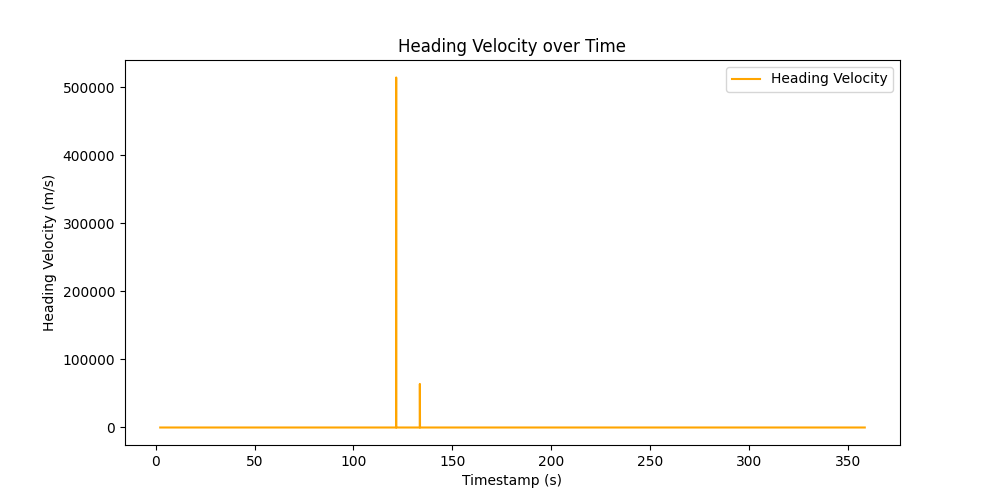 Heading Velocity over Time
Heading Velocity
Heading Velocity (m/s)
500000
400000
300000
200000
100000
0
0 50 100 150 200 250 300 350
Timestamp (s)